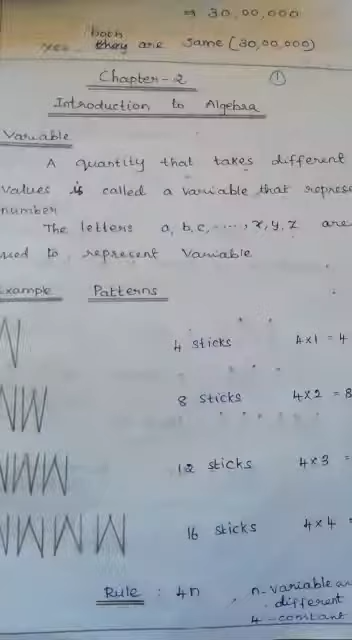 ⇒ 30,00,000
both
Yes they are same (30,00,000)
Chapter-2 ①
Introduction to Algebra
Variable
A quantity that takes different
values is called a variable that represe
number
The letters a, b, c, ...., x, y, z are
used to represent Variable
Example Patterns
4 sticks 4×1 = 4
8 sticks 4×2 = 8
12 sticks 4×3 =
16 sticks 4×4 =
Rule : 4n , n-variable
different
4 - constant